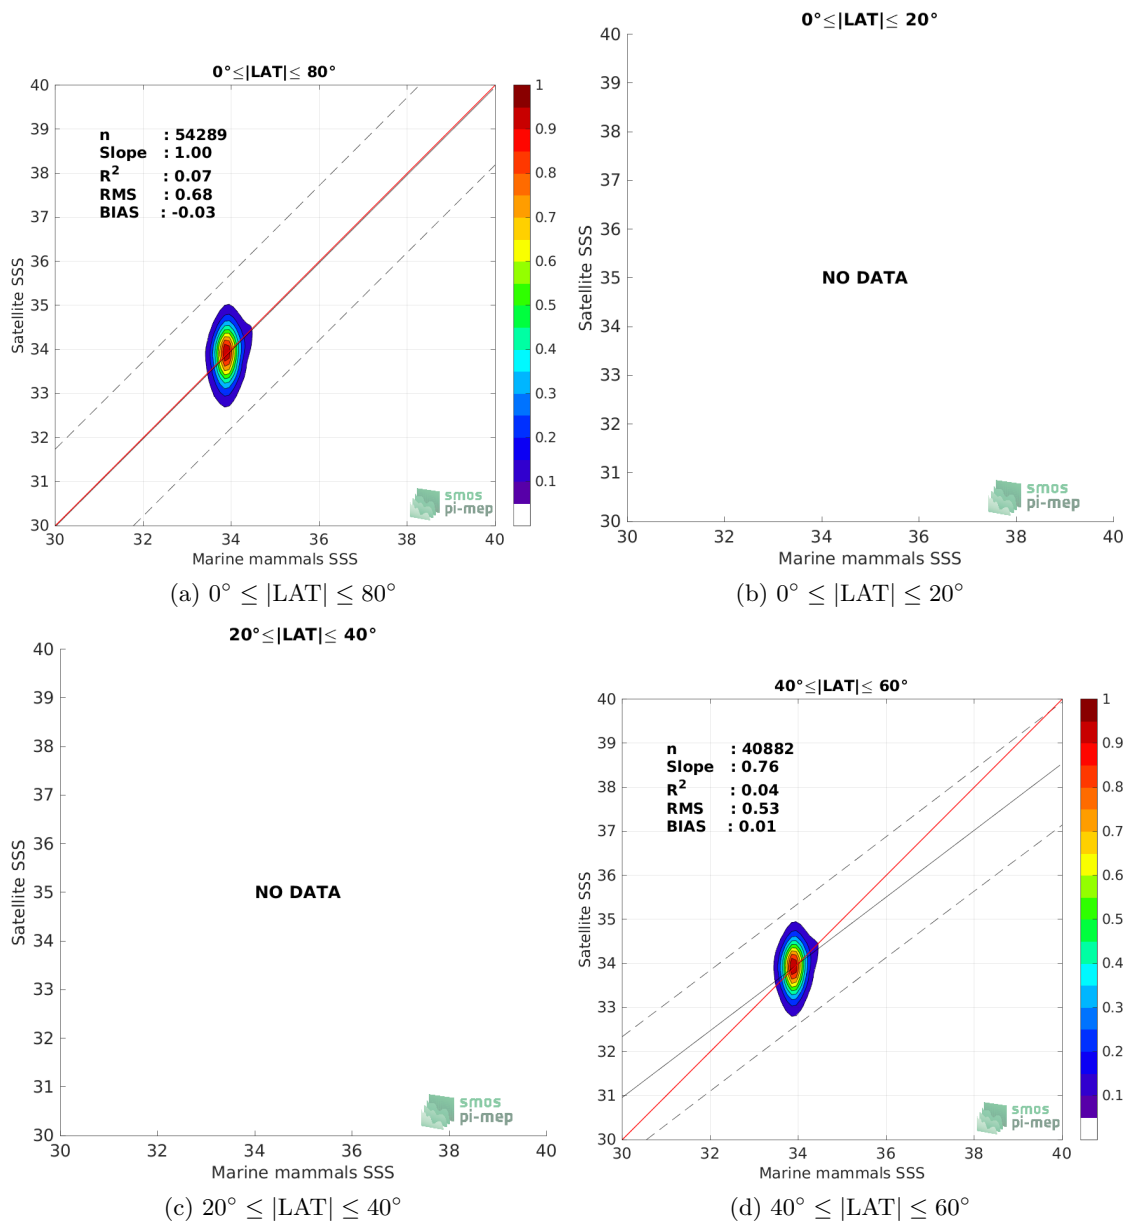 0°≤|LAT|≤ 80°
n : 54289
Slope : 1.00
R² : 0.07
RMS : 0.68
BIAS : -0.03
Satellite SSS
40
39
38
37
36
35
34
33
32
31
30
30 32 34 36 38 40
Marine mammals SSS
1
0.9
0.8
0.7
0.6
0.5
0.4
0.3
0.2
0.1
smos
pi-mep
(a) 0° ≤ |LAT| ≤ 80°
0°≤|LAT|≤ 20°
Satellite SSS
40
39
38
37
36
35
34
33
32
31
30
NO DATA
30 32 34 36 38 40
Marine mammals SSS
smos
pi-mep
(b) 0° ≤ |LAT| ≤ 20°
20°≤|LAT|≤ 40°
Satellite SSS
40
39
38
37
36
35
34
33
32
31
30
NO DATA
30 32 34 36 38 40
Marine mammals SSS
smos
pi-mep
(c) 20° ≤ |LAT| ≤ 40°
40°≤|LAT|≤ 60°
n : 40882
Slope : 0.76
R² : 0.04
RMS : 0.53
BIAS : 0.01
Satellite SSS
40
39
38
37
36
35
34
33
32
31
30
30 32 34 36 38 40
Marine mammals SSS
1
0.9
0.8
0.7
0.6
0.5
0.4
0.3
0.2
0.1
smos
pi-mep
(d) 40° ≤ |LAT| ≤ 60°